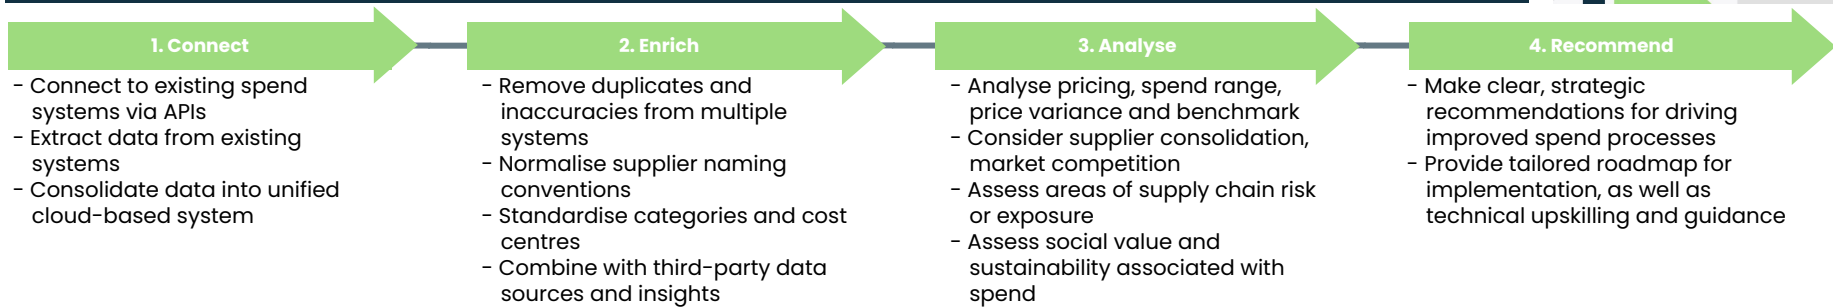 1. Connect
- Connect to existing spend
systems via APIs
- Extract data from existing
systems
- Consolidate data into unified
cloud-based system
2. Enrich
- Remove duplicates and
inaccuracies from multiple
systems
- Normalise supplier naming
conventions
- Standardise categories and cost
centres
- Combine with third-party data
sources and insights
3. Analyse
- Analyse pricing, spend range,
price variance and benchmark
- Consider supplier consolidation,
market competition
- Assess areas of supply chain risk
or exposure
- Assess social value and
sustainability associated with
spend
4. Recommend
- Make clear, strategic
recommendations for driving
improved spend processes
- Provide tailored roadmap for
implementation, as well as
technical upskilling and guidance